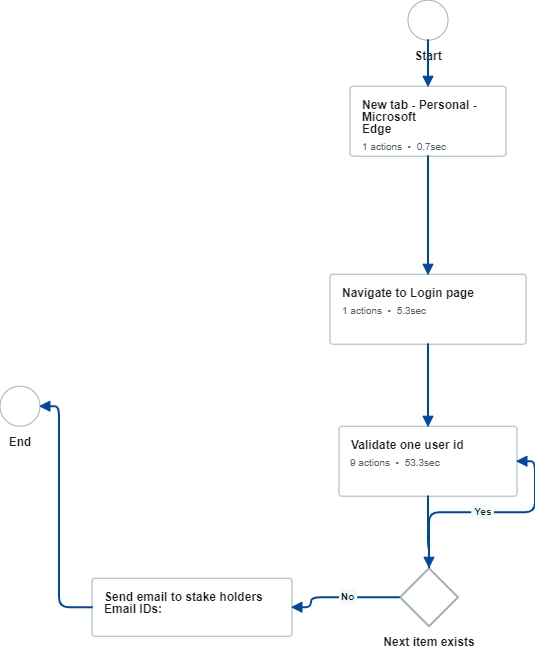 Start
New tab - Personal -
Microsoft
Edge
1 actions • 0.7sec
Navigate to Login page
1 actions • 5.3sec
Validate one user id
9 actions • 53.3sec
Yes
End
Send email to stake holders
Email IDs:
No
Next item exists